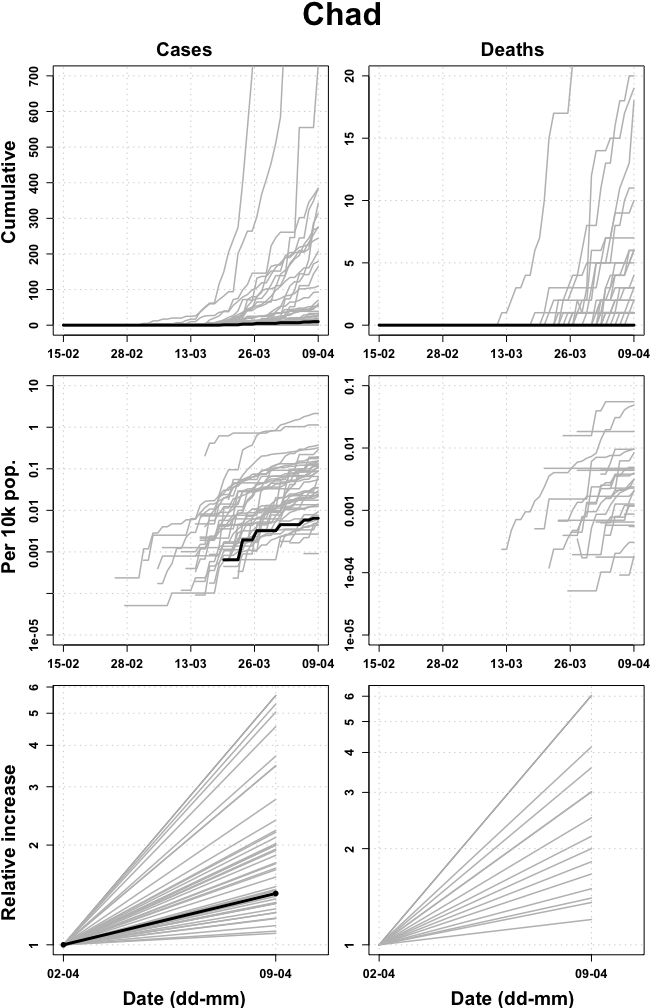 Chad
Cases Deaths
Cumulative
700
600
500
400
300
200
100
0
15-02 28-02 13-03 26-03 09-04
20
15
10
5
0
15-02 28-02 13-03 26-03 09-04
Per 10k pop.
10
1
0.1
0.01
0.001
1e-05
15-02 28-02 13-03 26-03 09-04
0.1
0.01
0.001
1e-04
1e-05
15-02 28-02 13-03 26-03 09-04
Relative increase
6
5
4
3
2
1
02-04 09-04
Date (dd-mm)
6
5
4
3
2
1
02-04 09-04
Date (dd-mm)